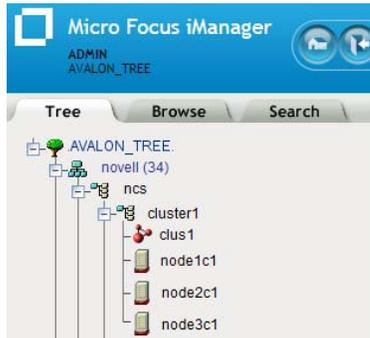 Micro Focus iManager
ADMIN
AVALON_TREE
Tree Browse Search
AVALON_TREE.
novell (34)
ncs
cluster1
clus1
node1c1
node2c1
node3c1